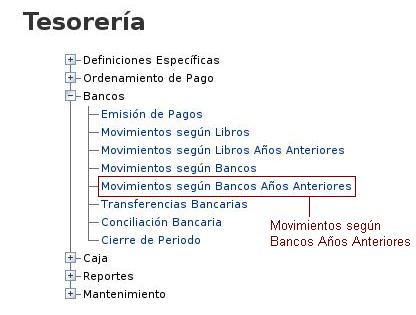 Tesorería
Definiciones Específicas
Ordenamiento de Pago
Bancos
Emisión de Pagos
Movimientos según Libros
Movimientos según Libros Años Anteriores
Movimientos según Bancos
Movimientos según Bancos Años Anteriores
Transferencias Bancarias
Conciliación Bancaria
Cierre de Periodo
Movimientos según
Bancos Años Anteriores
Caja
Reportes
Mantenimiento